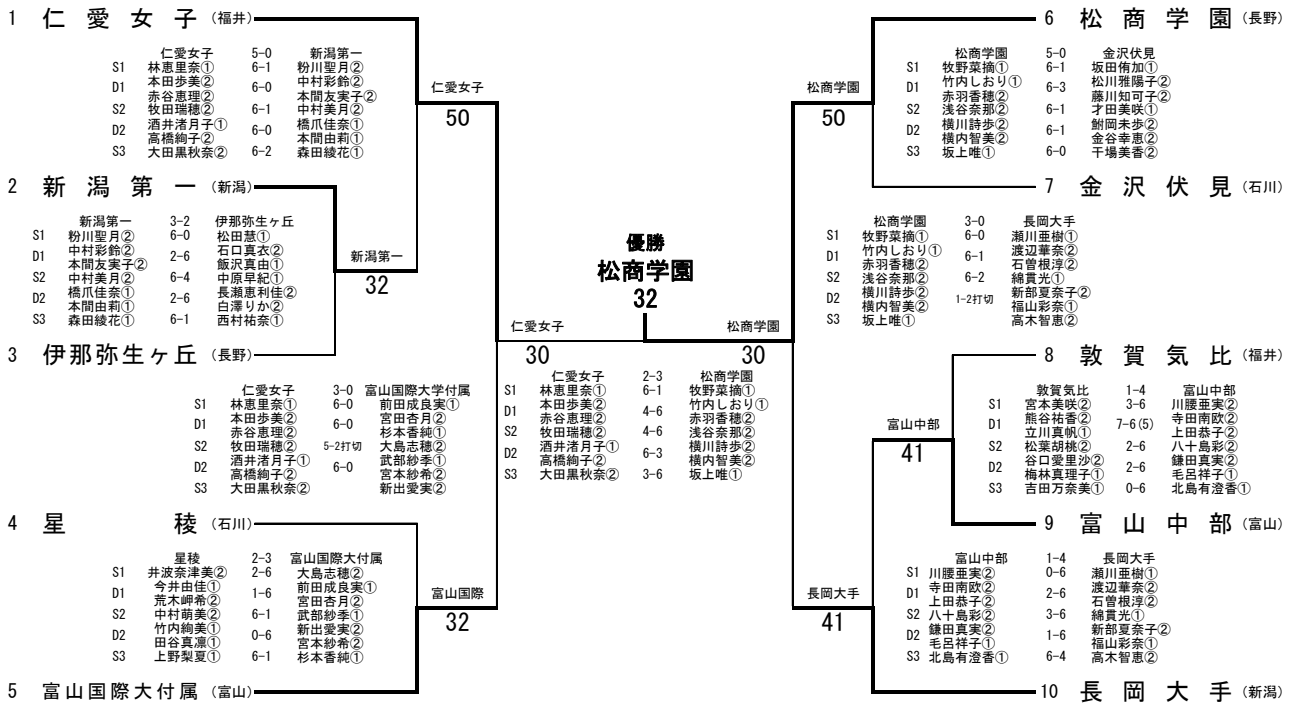 1 仁愛女子 (福井)
仁愛女子 5-0 新潟第一
S1 林恵里奈① 6-1 粉川聖月②
D1 本田歩美② 赤谷恵理② 6-0 中村彩鈴② 本間友実子②
S2 牧田瑞穂② 6-1 中村美月②
D2 酒井渚月子① 高橋絢子② 6-0 橋爪佳奈① 本間由莉①
S3 大田黒秋奈② 6-2 森田綾花①
仁愛女子
50
2 新潟第一 (新潟)
新潟第一 3-2 伊那弥生ヶ丘
S1 粉川聖月② 6-0 松田慧①
D1 中村彩鈴② 本間友実子② 2-6 石口真衣② 飯沢真由①
S2 中村美月② 6-4 中原早紀①
D2 橋爪佳奈① 本間由莉① 2-6 長瀬恵利佳② 白澤りか②
S3 森田綾花① 6-1 西村祐奈①
新潟第一
32
3 伊那弥生ヶ丘 (長野)
仁愛女子 3-0 富山国際大学付属
S1 林恵里奈① 6-0 前田成良実①
D1 本田歩美② 赤谷恵理② 6-0 宮田杏月② 杉本香純①
S2 牧田瑞穂② 5-2打切 大島志穂②
D2 酒井渚月子① 高橋絢子② 6-0 武部紗季① 宮本紗希②
S3 大田黒秋奈② 新出愛実②
4 星稜 (石川)
星稜 2-3 富山国際大付属
S1 井波奈津美② 2-6 大島志穂②
D1 今井由佳① 荒木岬希② 1-6 前田成良実① 宮田杏月②
S2 中村萌美② 6-1 武部紗季①
D2 竹内絢美① 田谷真凛① 0-6 新出愛実② 宮本紗希②
S3 上野梨夏① 6-1 杉本香純①
富山国際
32
5 富山国際大付属 (富山)
優勝
松商学園
32
仁愛女子
30
松商学園
30
仁愛女子 2-3 松商学園
S1 林恵里奈① 6-1 牧野菜摘①
D1 本田歩美② 赤谷恵理② 4-6 竹内しおり① 赤羽香穂②
S2 牧田瑞穂② 4-6 浅谷奈那②
D2 酒井渚月子① 高橋絢子② 6-3 横川詩歩② 横内智美②
S3 大田黒秋奈② 3-6 坂上唯①
6 松商学園 (長野)
松商学園 5-0 金沢伏見
S1 牧野菜摘① 6-1 坂田侑加①
D1 竹内しおり① 赤羽香穂② 6-3 松川雅陽子② 藤川知可子②
S2 浅谷奈那② 6-1 才田美咲①
D2 横川詩歩② 横内智美② 6-1 鮒岡未歩② 金谷幸恵②
S3 坂上唯① 6-0 干場美香②
松商学園
50
7 金沢伏見 (石川)
松商学園 3-0 長岡大手
S1 牧野菜摘① 6-0 瀬川亜樹①
D1 竹内しおり① 赤羽香穂② 6-1 渡辺華奈② 石曽根淳②
S2 浅谷奈那② 6-2 綿貫光①
D2 横川詩歩② 横内智美② 1-2打切 新部夏奈子② 福山彩奈①
S3 坂上唯① 高木智恵②
8 敦賀気比 (福井)
敦賀気比 1-4 富山中部
S1 宮本美咲② 3-6 川腰亜実②
D1 熊谷祐香② 立川真帆① 7-6(5) 寺田南欧② 上田恭子②
S2 松葉胡桃② 2-6 八十島彩②
D2 谷口愛里沙② 梅林真理子① 2-6 鎌田真実② 毛呂祥子①
S3 吉田万奈美① 0-6 北島有澄香①
富山中部
41
9 富山中部 (富山)
富山中部 1-4 長岡大手
S1 川腰亜実② 0-6 瀬川亜樹①
D1 寺田南欧② 上田恭子② 2-6 渡辺華奈② 石曽根淳②
S2 八十島彩② 3-6 綿貫光①
D2 鎌田真実② 毛呂祥子① 1-6 新部夏奈子② 福山彩奈①
S3 北島有澄香① 6-4 高木智恵②
長岡大手
41
10 長岡大手 (新潟)